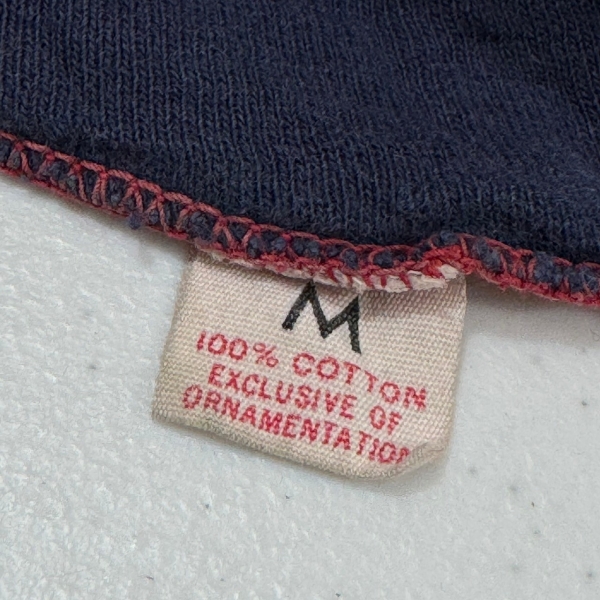 M
100% COTTON
EXCLUSIVE OF
ORNAMENTATION